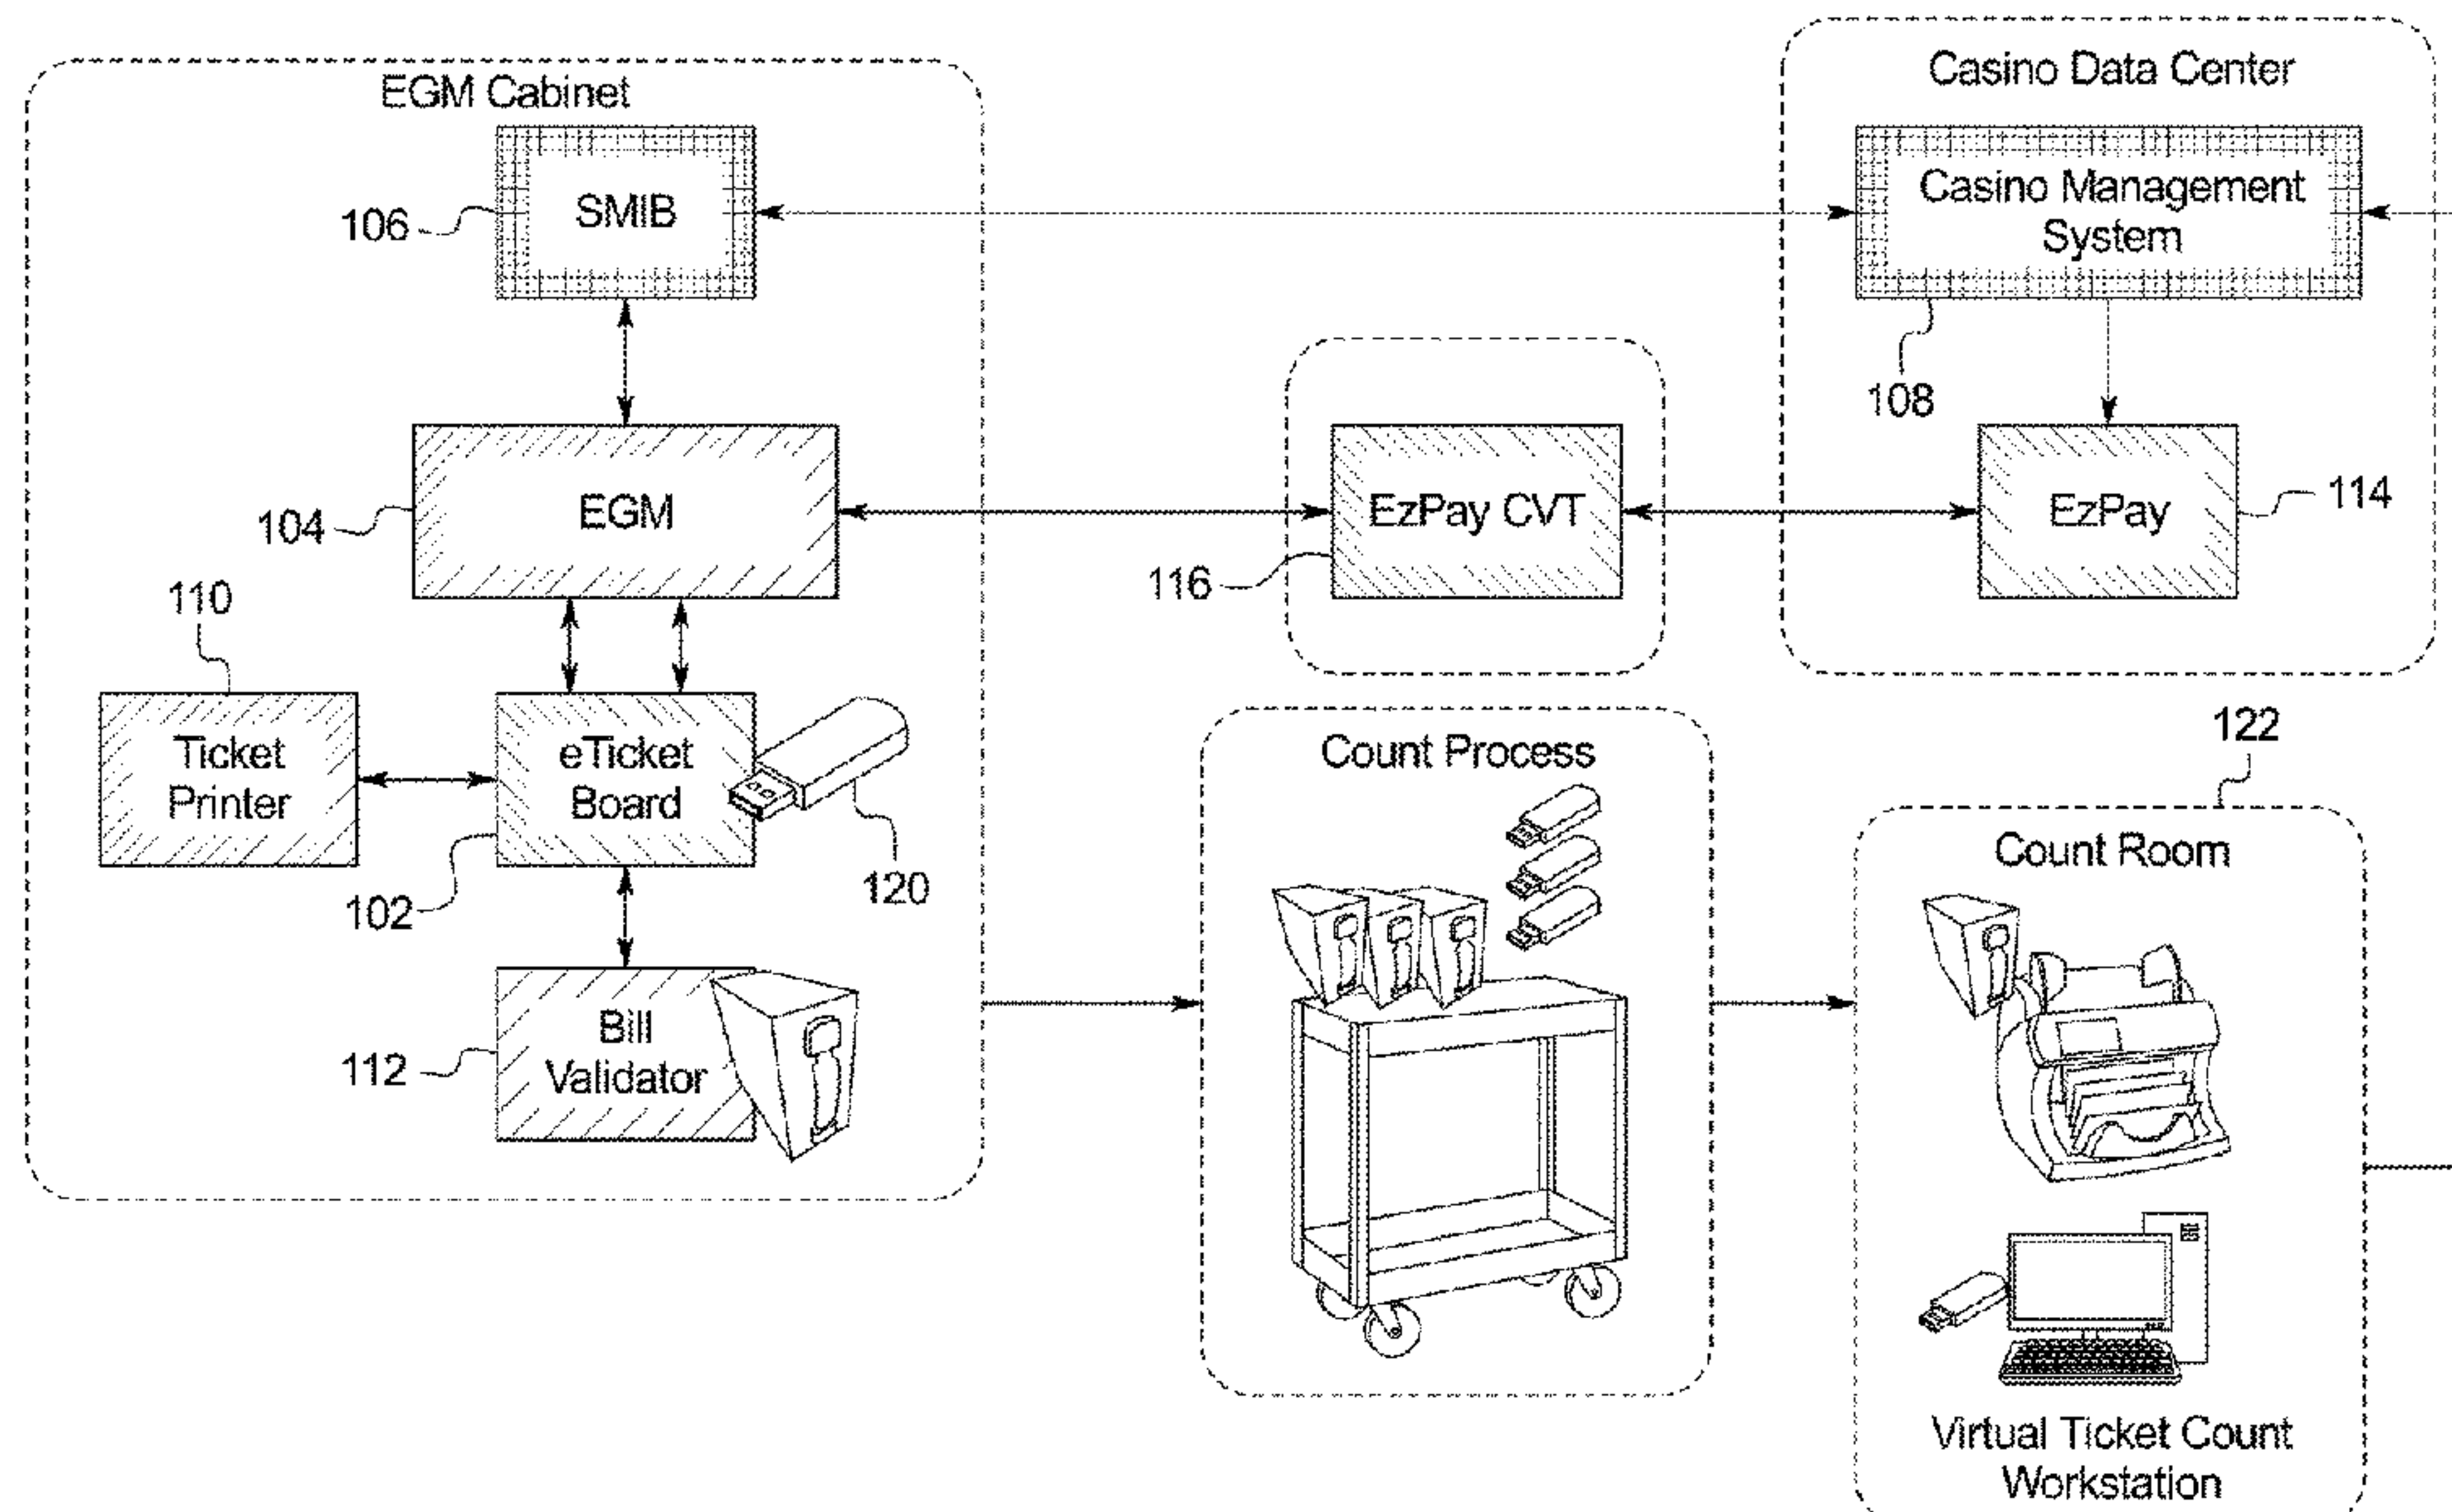 EGM Cabinet
SMIB
106
EGM
104
110
Ticket
Printer
eTicket
Board
102
120
Bill
Validator
112
Casino Data Center
Casino Management
System
108
EzPay CVT
116
EzPay
114
Count Process
122
Count Room
Virtual Ticket Count
Workstation